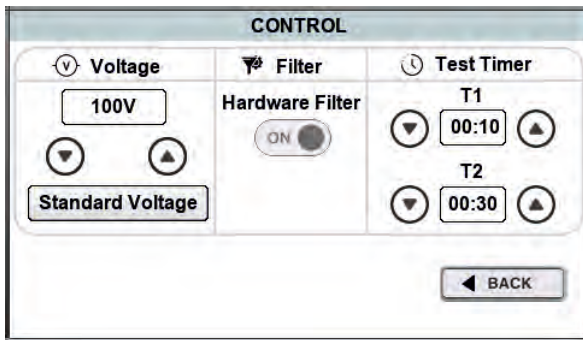 CONTROL
V Voltage
100V
Standard Voltage
Filter
Hardware Filter
ON
Test Timer
T1
00:10
T2
00:30
BACK